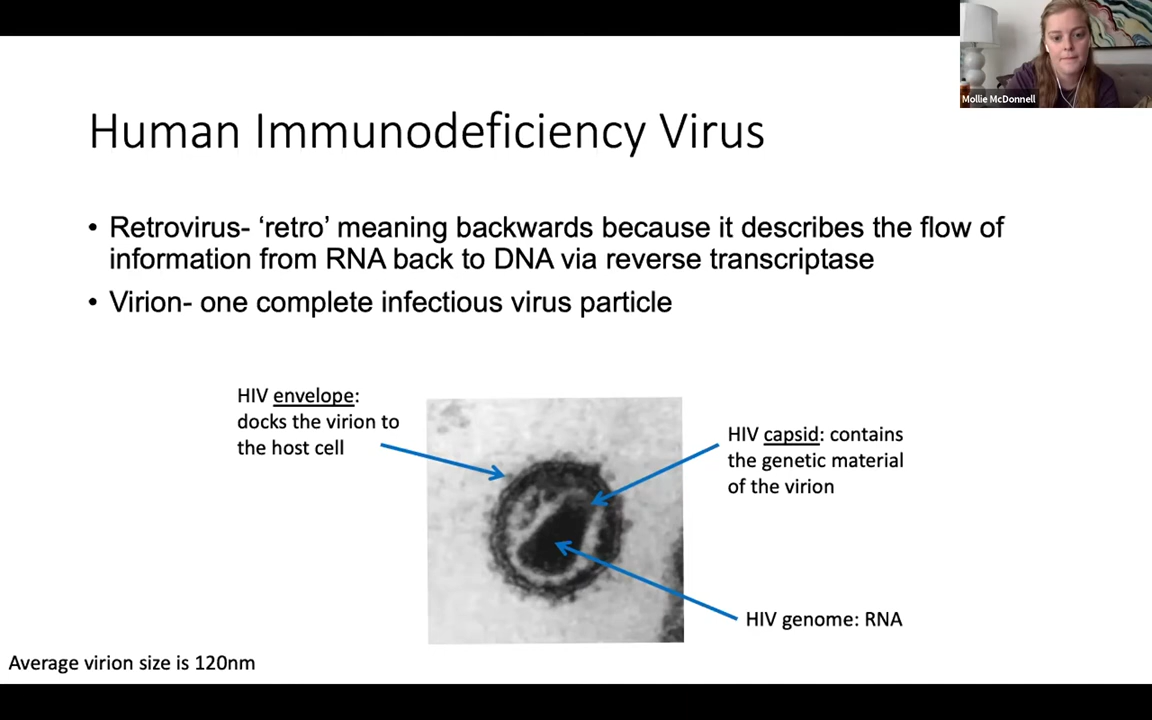 Mollie McDonnell
Human Immunodeficiency Virus
• Retrovirus- ‘retro’ meaning backwards because it describes the flow of
information from RNA back to DNA via reverse transcriptase
• Virion- one complete infectious virus particle
HIV envelope:
docks the virion to
the host cell
HIV capsid: contains
the genetic material
of the virion
HIV genome: RNA
Average virion size is 120nm